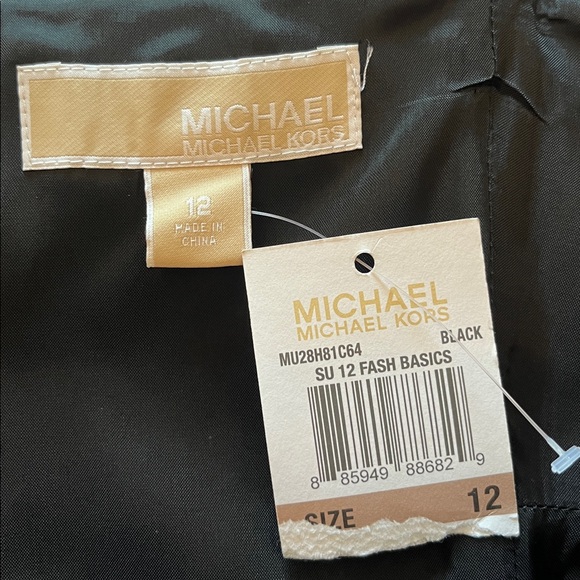 MICHAEL
MICHAEL KORS
12
MADE IN
CHINA
MICHAEL
MICHAEL KORS
MU28H81C64 BLACK
SU 12 FASH BASICS
8 85949 88682 9
SIZE 12